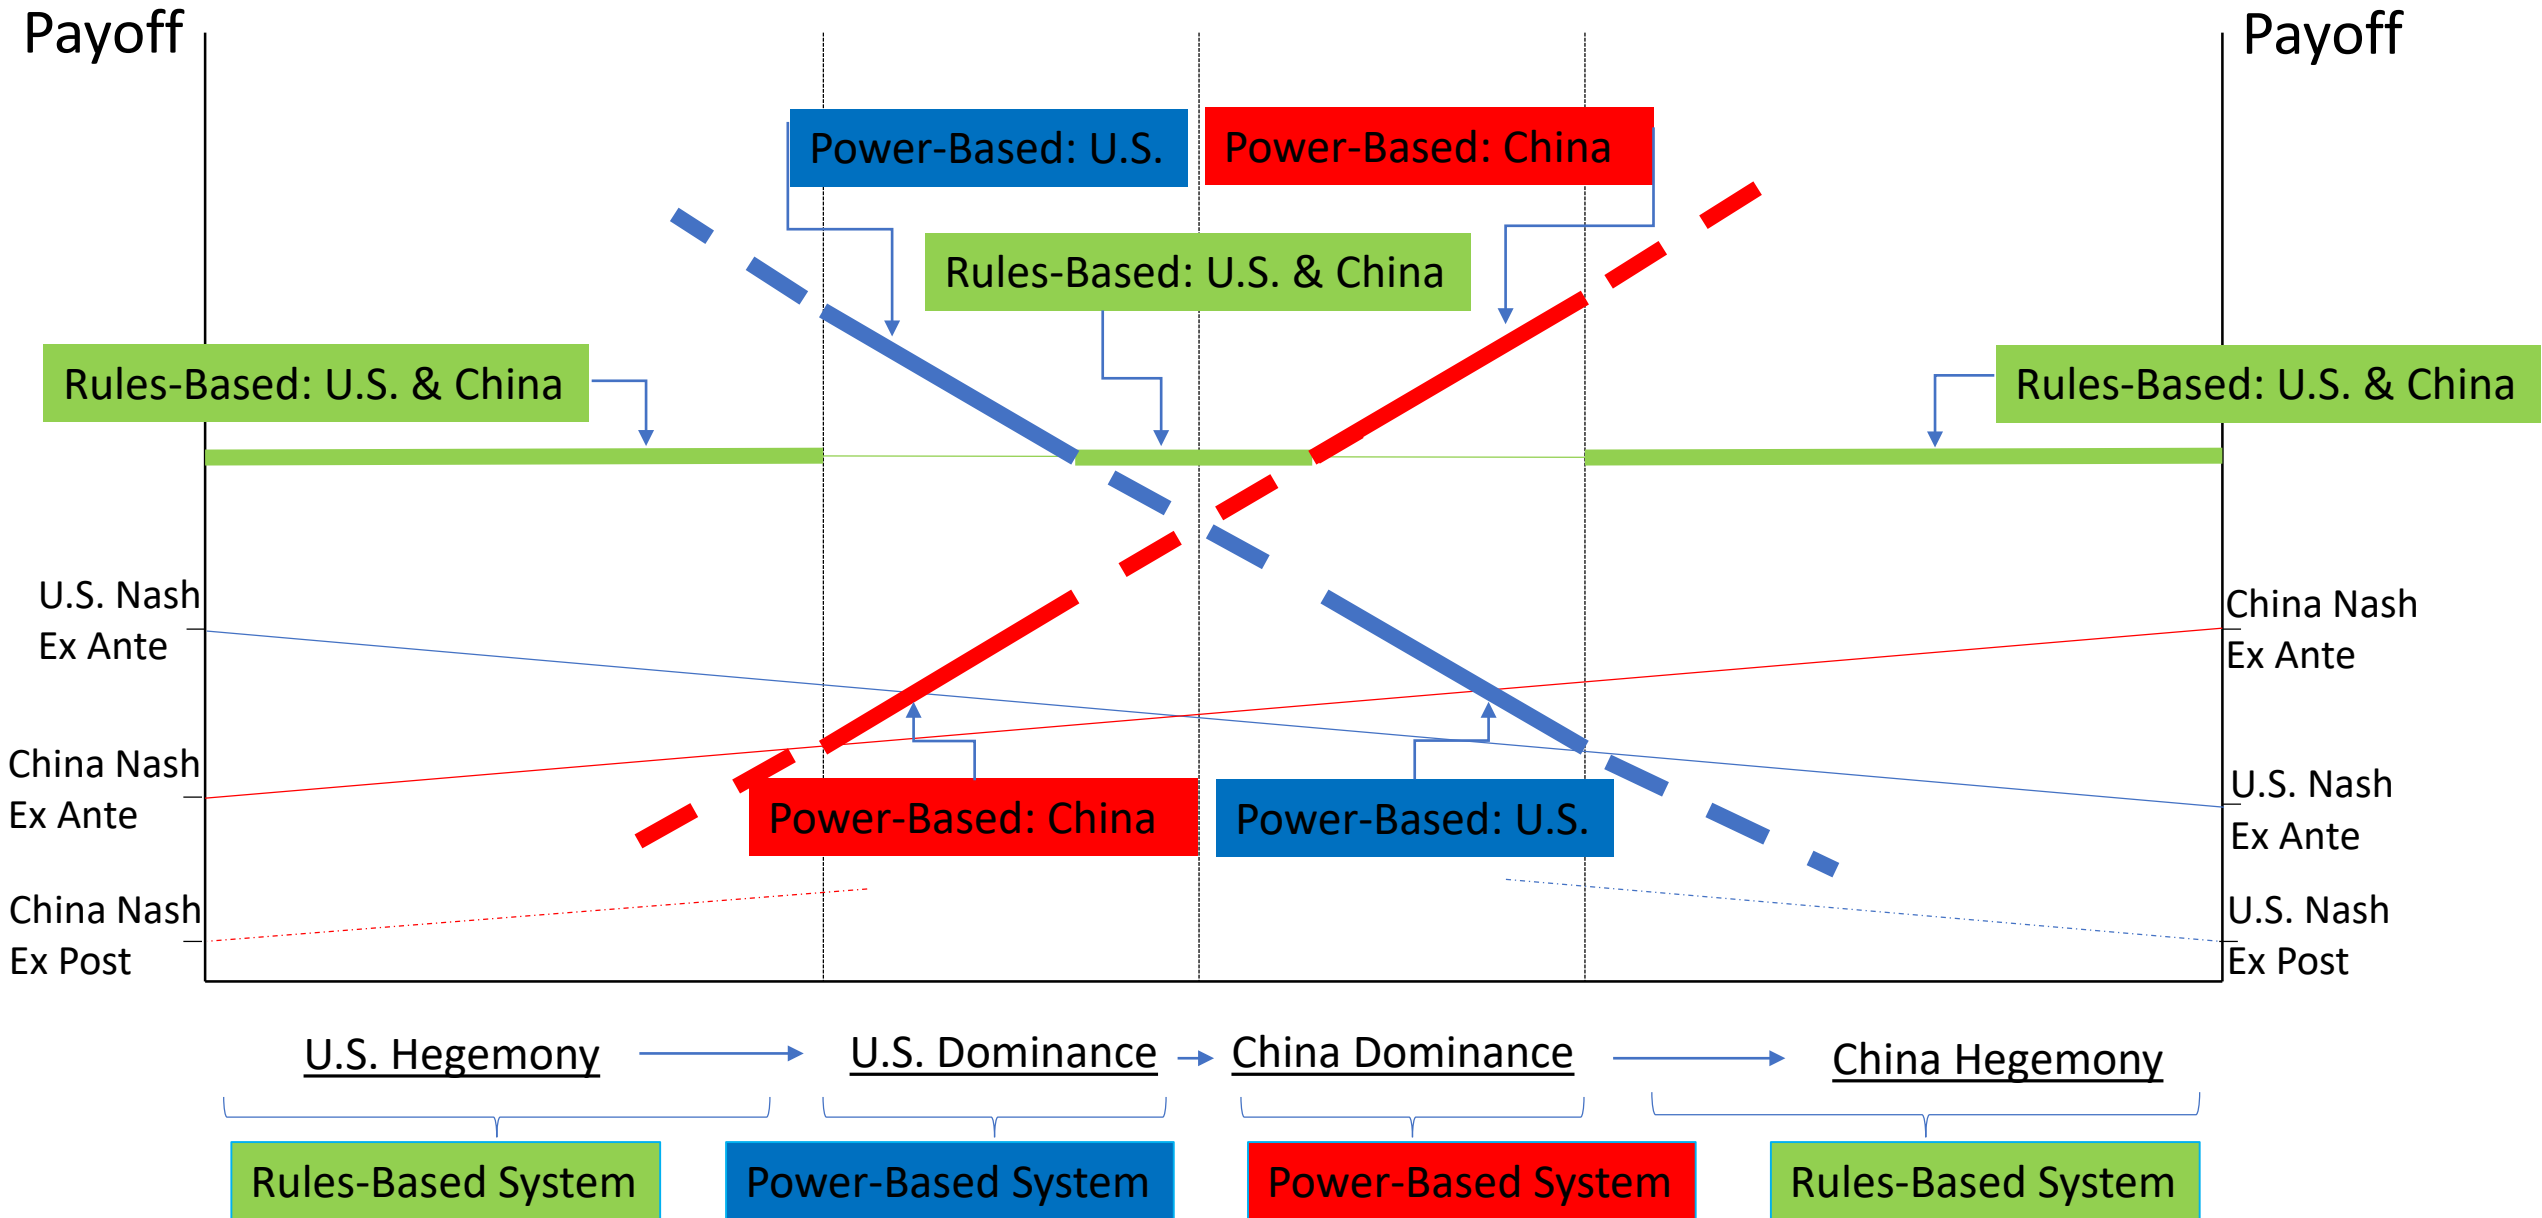 Payoff
Payoff
Power-Based: U.S.
Power-Based: China
Rules-Based: U.S. & China
Rules-Based: U.S. & China
Rules-Based: U.S. & China
U.S. Nash
Ex Ante
China Nash
Ex Ante
China Nash
Ex Ante
U.S. Nash
Ex Ante
Power-Based: China
Power-Based: U.S.
China Nash
Ex Post
U.S. Nash
Ex Post
U.S. Hegemony
U.S. Dominance
China Dominance
China Hegemony
Rules-Based System
Power-Based System
Power-Based System
Rules-Based System